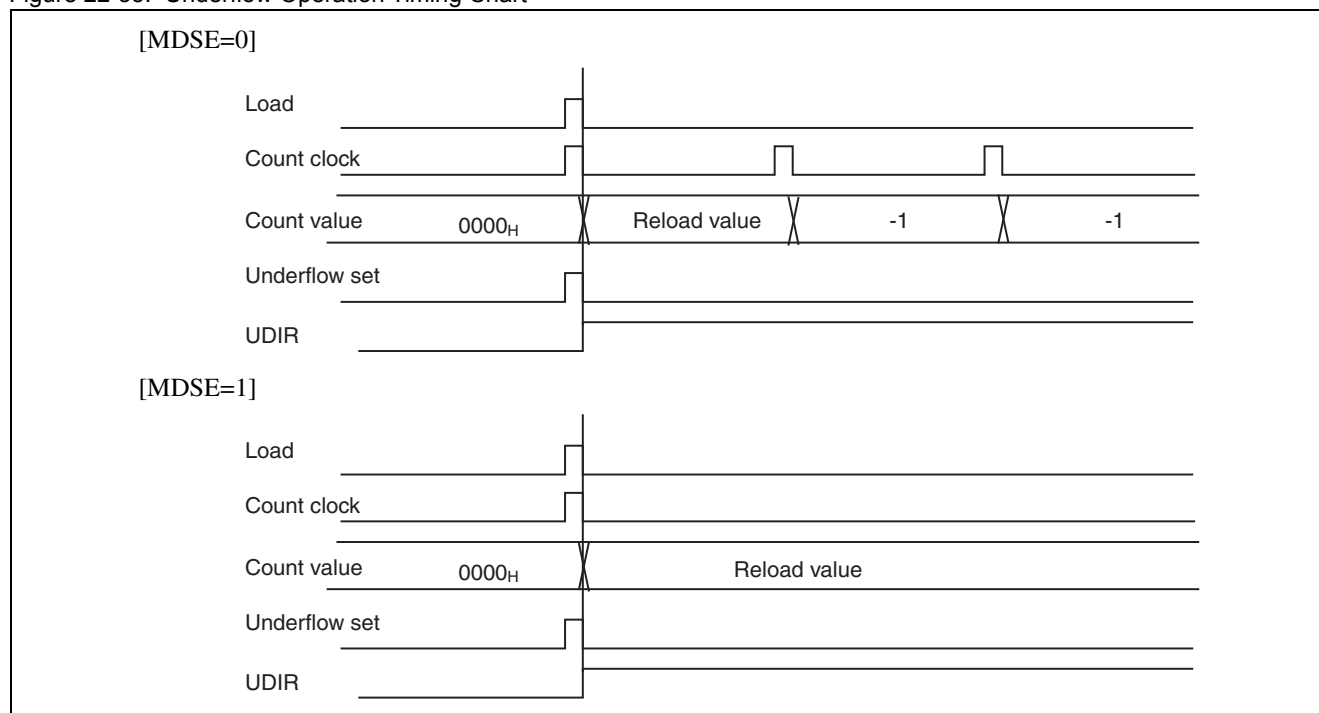 [MDSE=0]
Load
Count clock
Count value 0000H Reload value -1 -1
Underflow set
UDIR
[MDSE=1]
Load
Count clock
Count value 0000H Reload value
Underflow set
UDIR